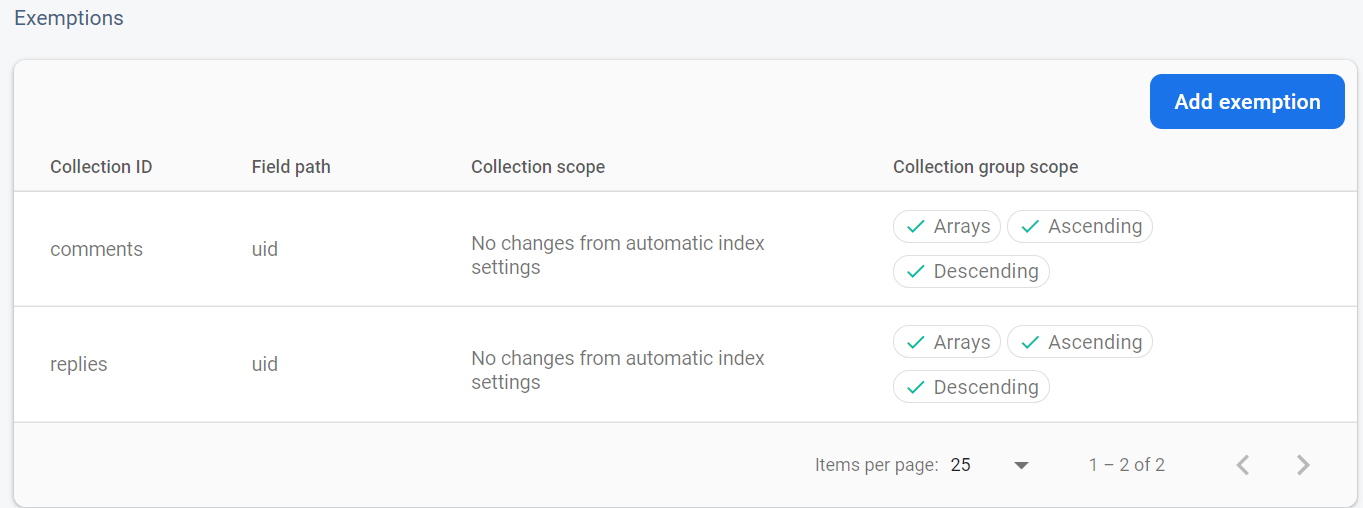 Exemptions
Add exemption
Collection ID Field path Collection scope Collection group scope
comments uid No changes from automatic index settings Arrays Ascending Descending
replies uid No changes from automatic index settings Arrays Ascending Descending
Items per page: 25 1 – 2 of 2